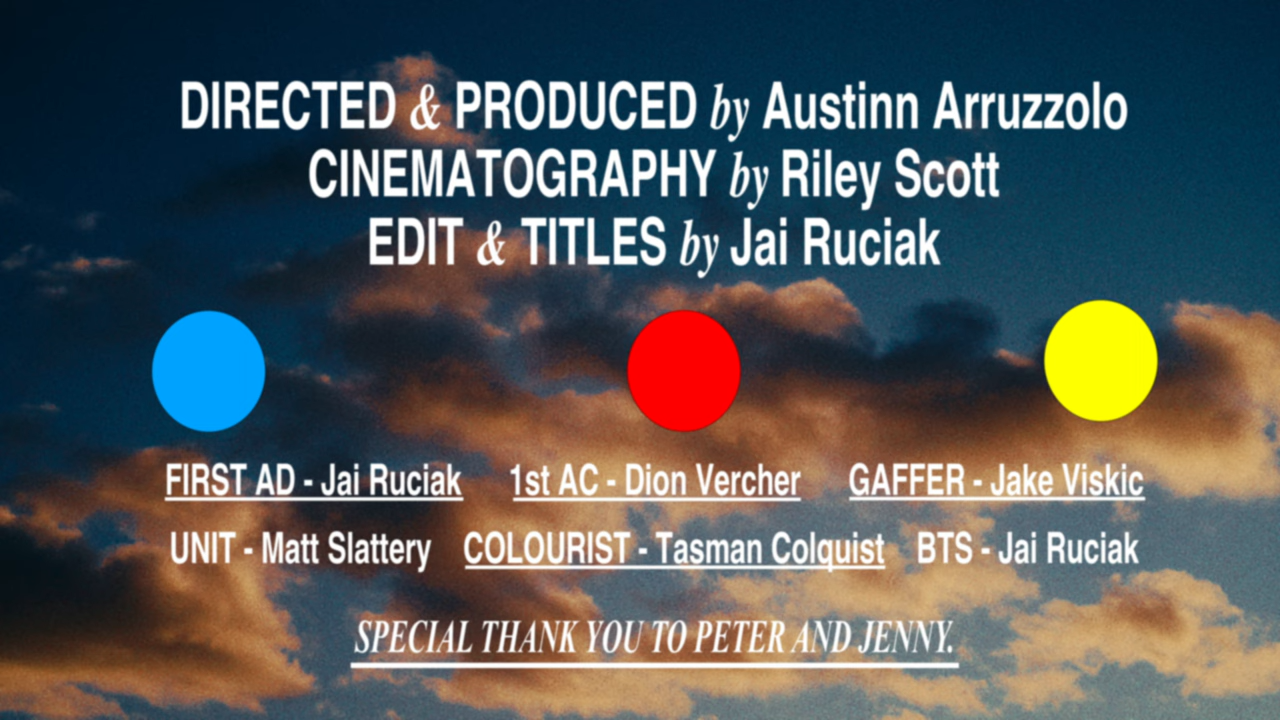 DIRECTED & PRODUCED by Austinn Arruzzolo
CINEMATOGRAPHY by Riley Scott
EDIT & TITLES by Jai Ruciak
FIRST AD - Jai Ruciak 1st AC - Dion Vercher GAFFER - Jake Viskic
UNIT - Matt Slattery COLOURIST - Tasman Colquist BTS - Jai Ruciak
SPECIAL THANK YOU TO PETER AND JENNY.